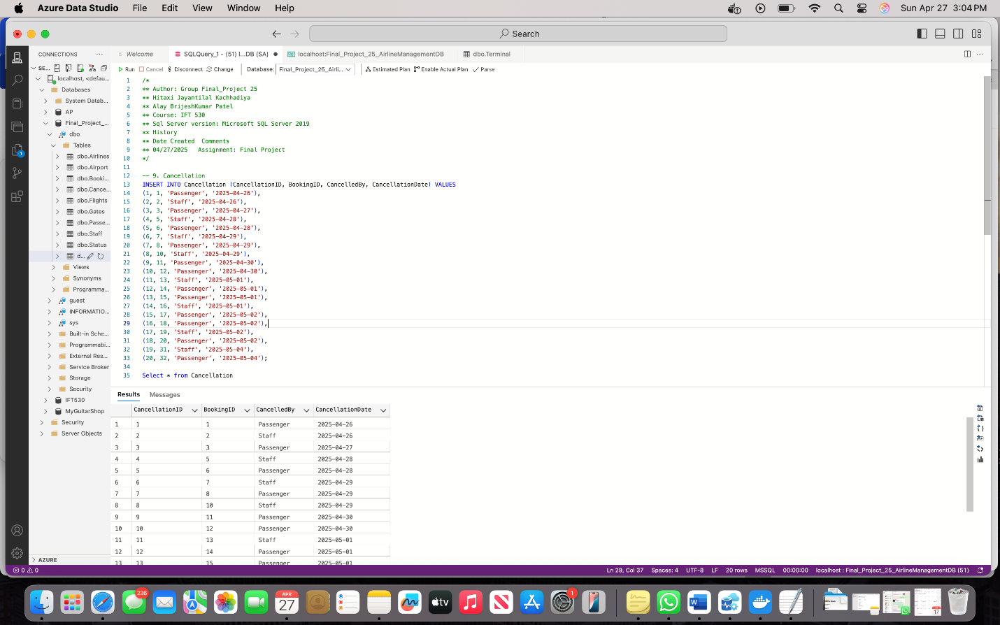 Azure Data Studio File Edit View Window Help Sun Apr 27 3:04 PM
Search
CONNECTIONS ...
Welcome
SQLQuery_1 - (51) l...DB (SA)
localhost:Final_Project_25_AirlineManagementDB
dbo.Terminal
SE...
Run Cancel Disconnect Change Database: Final_Project_25_Airli... Estimated Plan Enable Actual Plan Parse
localhost, <defau...
Databases
System Datab...
AP
Final_Project_...
dbo
Tables
dbo.Airlines
dbo.Airport
dbo.Booki...
dbo.Cance...
dbo.Flights
dbo.Gates
dbo.Passe...
dbo.Staff
dbo.Status
d...
Views
Synonyms
Programma...
guest
INFORMATIO...
sys
Built-in Sche...
Programmabi...
External Res...
Service Broker
Storage
Security
IFT530
MyGuitarShop
Security
Server Objects
AZURE
1 /*
2 ** Author: Group Final_Project 25
3 ** Hitaxi Jayantilal Kachhadiya
4 ** Alay BrijeshKumar Patel
5 ** Course: IFT 530
6 ** Sql Server version: Microsoft SQL Server 2019
7 ** History
8 ** Date Created Comments
9 ** 04/27/2025 Assignment: Final Project
10 */
11
12 -- 9. Cancellation
13 INSERT INTO Cancellation (CancellationID, BookingID, CancelledBy, CancellationDate) VALUES
14 (1, 1, 'Passenger', '2025-04-26'),
15 (2, 2, 'Staff', '2025-04-26'),
16 (3, 3, 'Passenger', '2025-04-27'),
17 (4, 5, 'Staff', '2025-04-28'),
18 (5, 6, 'Passenger', '2025-04-28'),
19 (6, 7, 'Staff', '2025-04-29'),
20 (7, 8, 'Passenger', '2025-04-29'),
21 (8, 10, 'Staff', '2025-04-29'),
22 (9, 11, 'Passenger', '2025-04-30'),
23 (10, 12, 'Passenger', '2025-04-30'),
24 (11, 13, 'Staff', '2025-05-01'),
25 (12, 14, 'Passenger', '2025-05-01'),
26 (13, 15, 'Passenger', '2025-05-01'),
27 (14, 16, 'Staff', '2025-05-01'),
28 (15, 17, 'Passenger', '2025-05-02'),
29 (16, 18, 'Passenger', '2025-05-02'),
30 (17, 19, 'Staff', '2025-05-02'),
31 (18, 20, 'Passenger', '2025-05-02'),
32 (19, 31, 'Staff', '2025-05-04'),
33 (20, 32, 'Passenger', '2025-05-04');
34
35 Select * from Cancellation
Results Messages
CancellationID BookingID CancelledBy CancellationDate
1 1 1 Passenger 2025-04-26
2 2 2 Staff 2025-04-26
3 3 3 Passenger 2025-04-27
4 4 5 Staff 2025-04-28
5 5 6 Passenger 2025-04-28
6 6 7 Staff 2025-04-29
7 7 8 Passenger 2025-04-29
8 8 10 Staff 2025-04-29
9 9 11 Passenger 2025-04-30
10 10 12 Passenger 2025-04-30
11 11 13 Staff 2025-05-01
12 12 14 Passenger 2025-05-01
13 13 15 Passenger 2025-05-01
0 0 Ln 29, Col 37 Spaces: 4 UTF-8 LF 20 rows MSSQL 00:00:00 localhost : Final_Project_25_AirlineManagementDB (51)
236
APR
27
tv
1
17